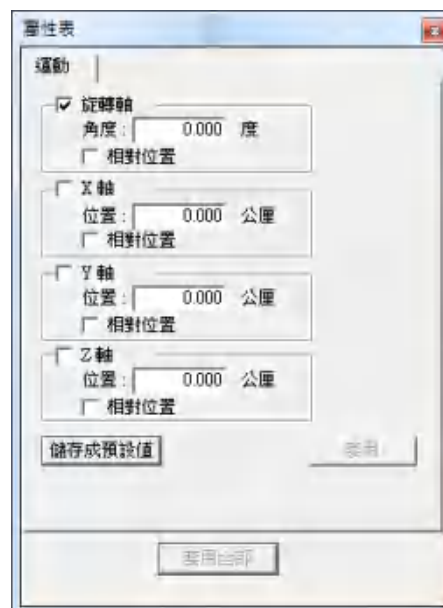 屬性表
運動
旋轉軸
角度: 0.000 度
相對位置
X 軸
位置: 0.000 公厘
相對位置
Y 軸
位置: 0.000 公厘
相對位置
Z 軸
位置: 0.000 公厘
相對位置
儲存成預設值 套用
套用全部